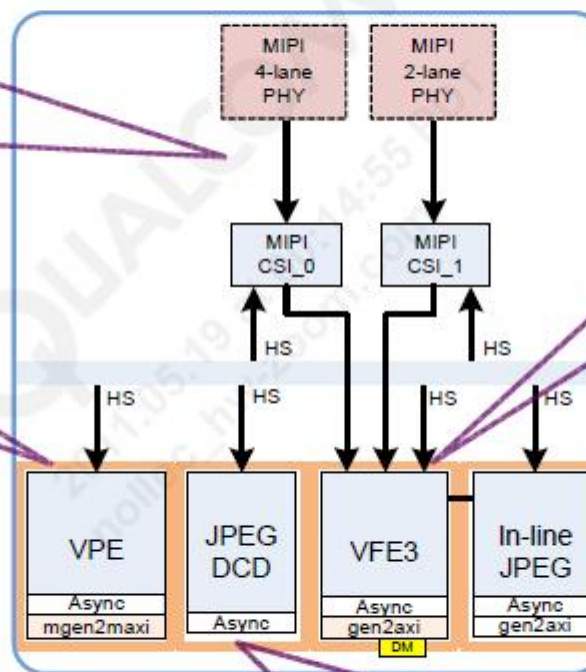 MIPI
4-lane
PHY
MIPI
2-lane
PHY
MIPI
CSI_0
MIPI
CSI_1
HS
HS
HS
HS
HS
HS
VPE
Async
mgen2maxi
JPEG
DCD
Async
VFE3
Async
gen2axi
DM
In-line
JPEG
Async
gen2axi